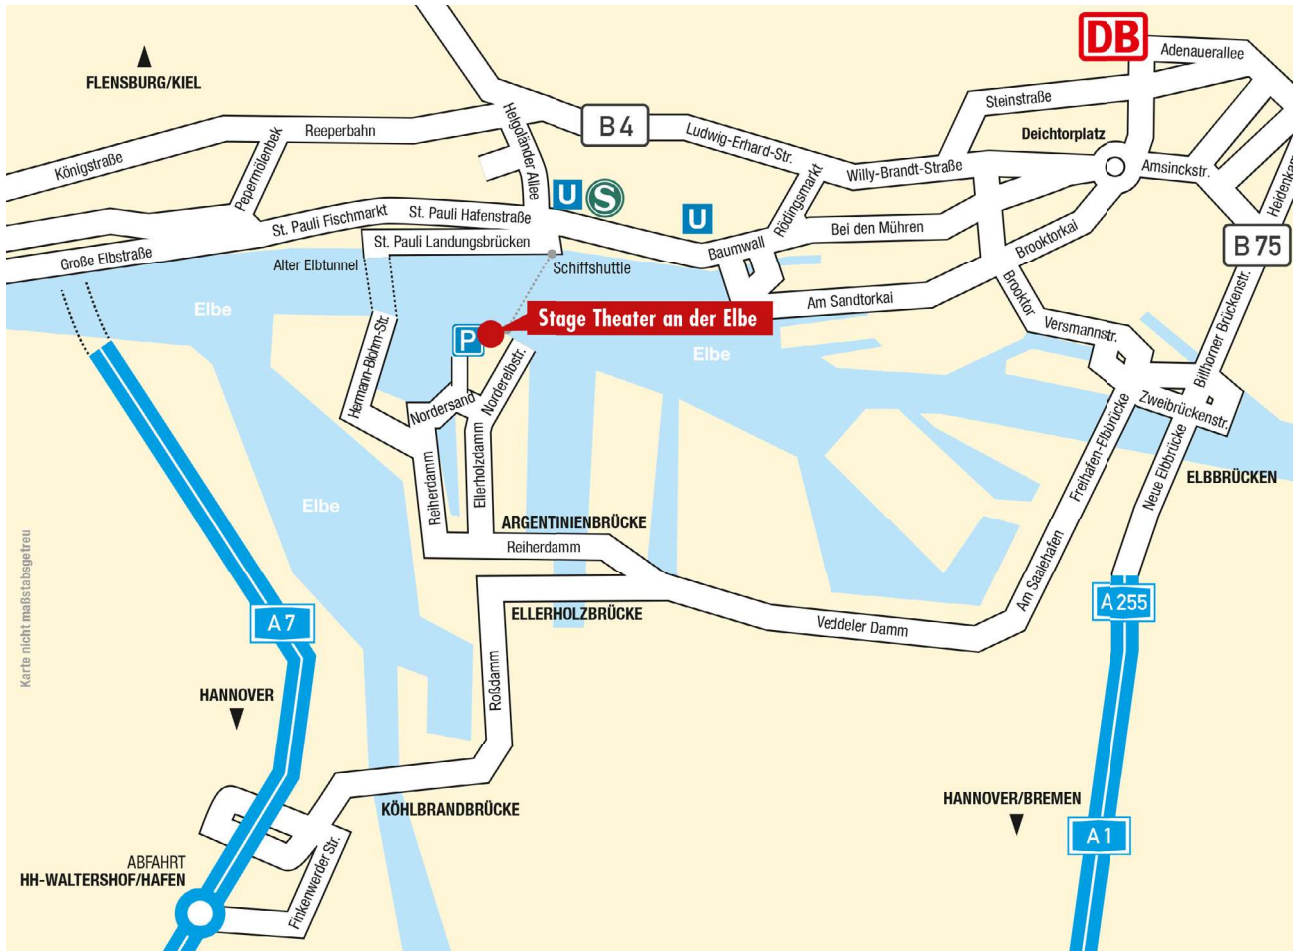 DB
Adenauerallee
FLENSBURG/KIEL
Steinstraße
Helgoländer Allee
B 4
Reeperbahn
Ludwig-Erhard-Str.
Deichtorplatz
Königstraße
Pepermölenbek
Willy-Brandt-Straße
Amsinckstr.
Heidenkam
U
S
Rödingsmarkt
St. Pauli Fischmarkt
St. Pauli Hafenstraße
U
Bei den Mühren
Große Elbstraße
St. Pauli Landungsbrücken
Baumwall
Brooktorkai
B 75
Alter Elbtunnel
Schiffshuttle
Am Sandtorkai
Brooktor
Elbe
Stage Theater an der Elbe
Versmannstr.
Billhorner Brückenstr.
P
Elbe
Hermann-Blohm-Str.
Nordersand
Norderelbstr.
Zweibrückenstr.
Freihafen-Elbbrücke
Neue Elbbrücke
ELBBRÜCKEN
Elbe
Reiherdamm
Ellerholzdamm
ARGENTINIENBRÜCKE
Reiherdamm
Am Saalehafen
Karte nicht maßstabsgetreu
A 7
ELLERHOLZBRÜCKE
Veddeler Damm
A 255
HANNOVER
Roßdamm
KÖHLBRANDBRÜCKE
HANNOVER/BREMEN
A 1
ABFAHRT
HH-WALTERSHOF/HAFEN
Finkenwerder Str.